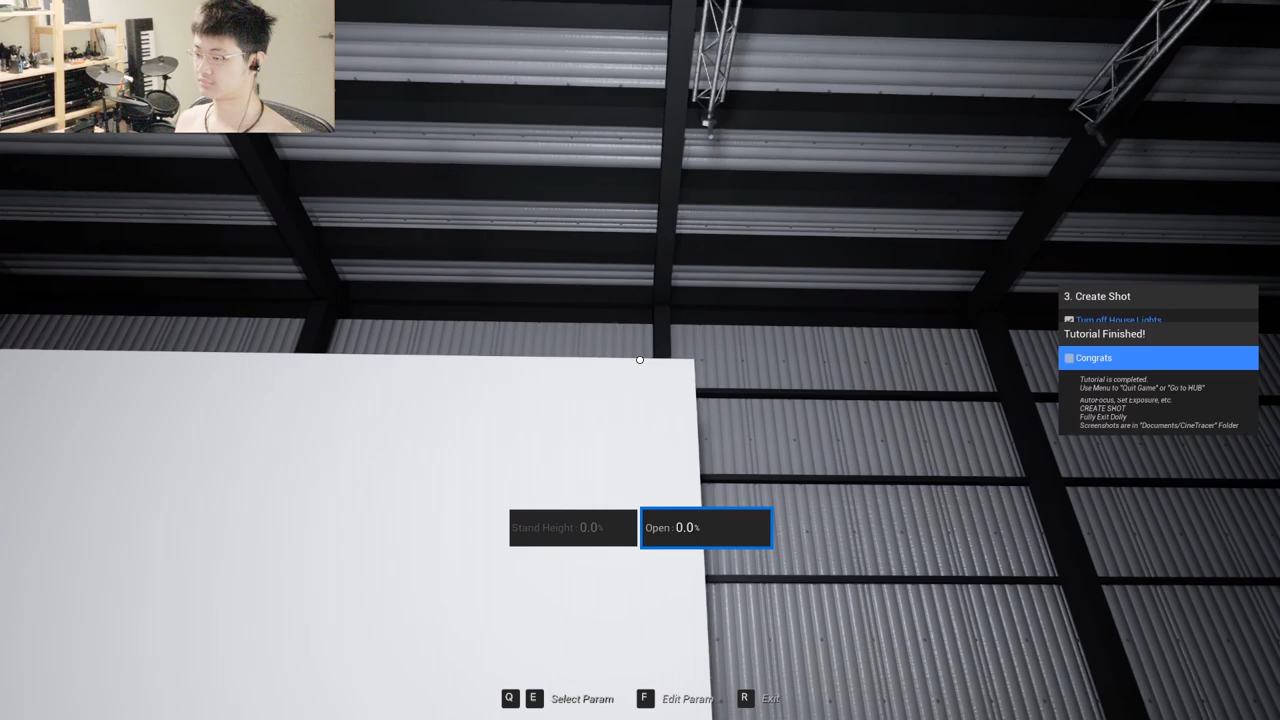 3. Create Shot
Turn off House Lights
Tutorial Finished!
Congrats
Tutorial is completed.
Use Menu to "Quit Game" or "Go to HUB"
AutoFocus, Set Exposure, etc.
CREATE SHOT
Fully Exit Dolly
Screenshots are in "Documents/CineTracer" Folder
Stand Height : 0.0%
Open : 0.0%
Q E Select Param F Edit Param R Exit